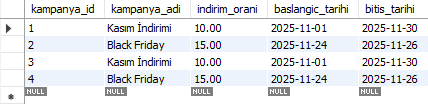 kampanya_id kampanya_adi indirim_orani baslangic_tarihi bitis_tarihi
1 Kasım İndirimi 10.00 2025-11-01 2025-11-30
2 Black Friday 15.00 2025-11-24 2025-11-26
3 Kasım İndirimi 10.00 2025-11-01 2025-11-30
4 Black Friday 15.00 2025-11-24 2025-11-26
NULL NULL NULL NULL NULL